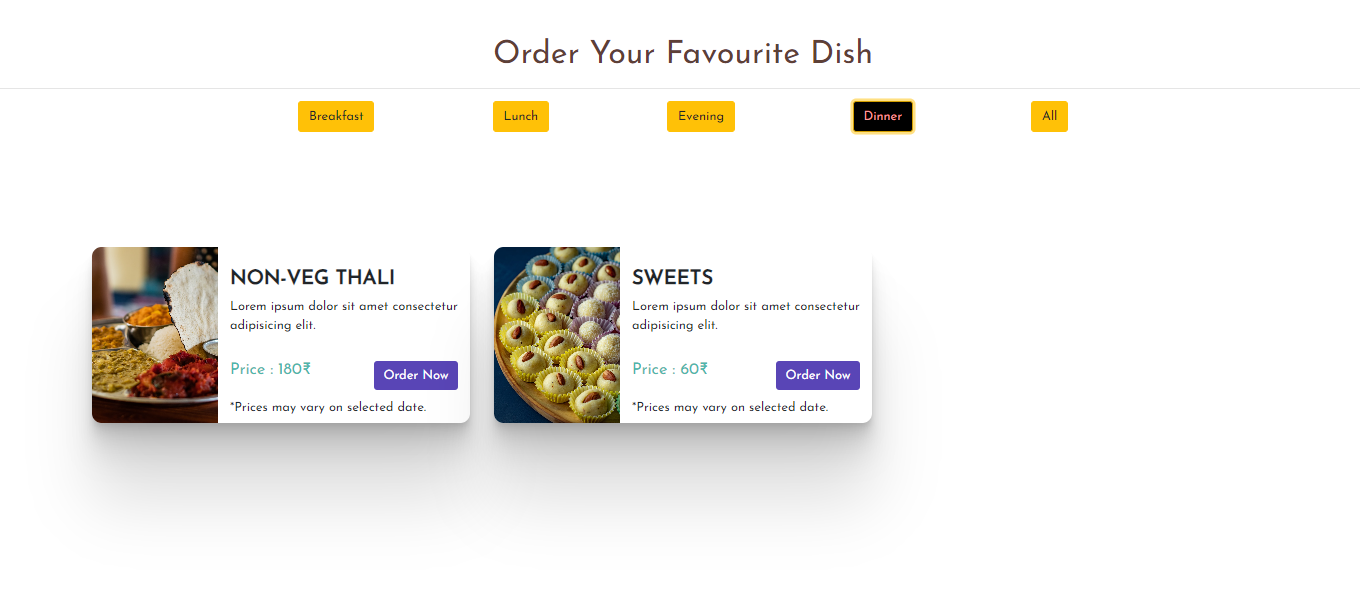 Order Your Favourite Dish
Breakfast
Lunch
Evening
Dinner
All
NON-VEG THALI
Lorem ipsum dolor sit amet consectetur
adipisicing elit.
Price : 180₹
Order Now
*Prices may vary on selected date.
SWEETS
Lorem ipsum dolor sit amet consectetur
adipisicing elit.
Price : 60₹
Order Now
*Prices may vary on selected date.